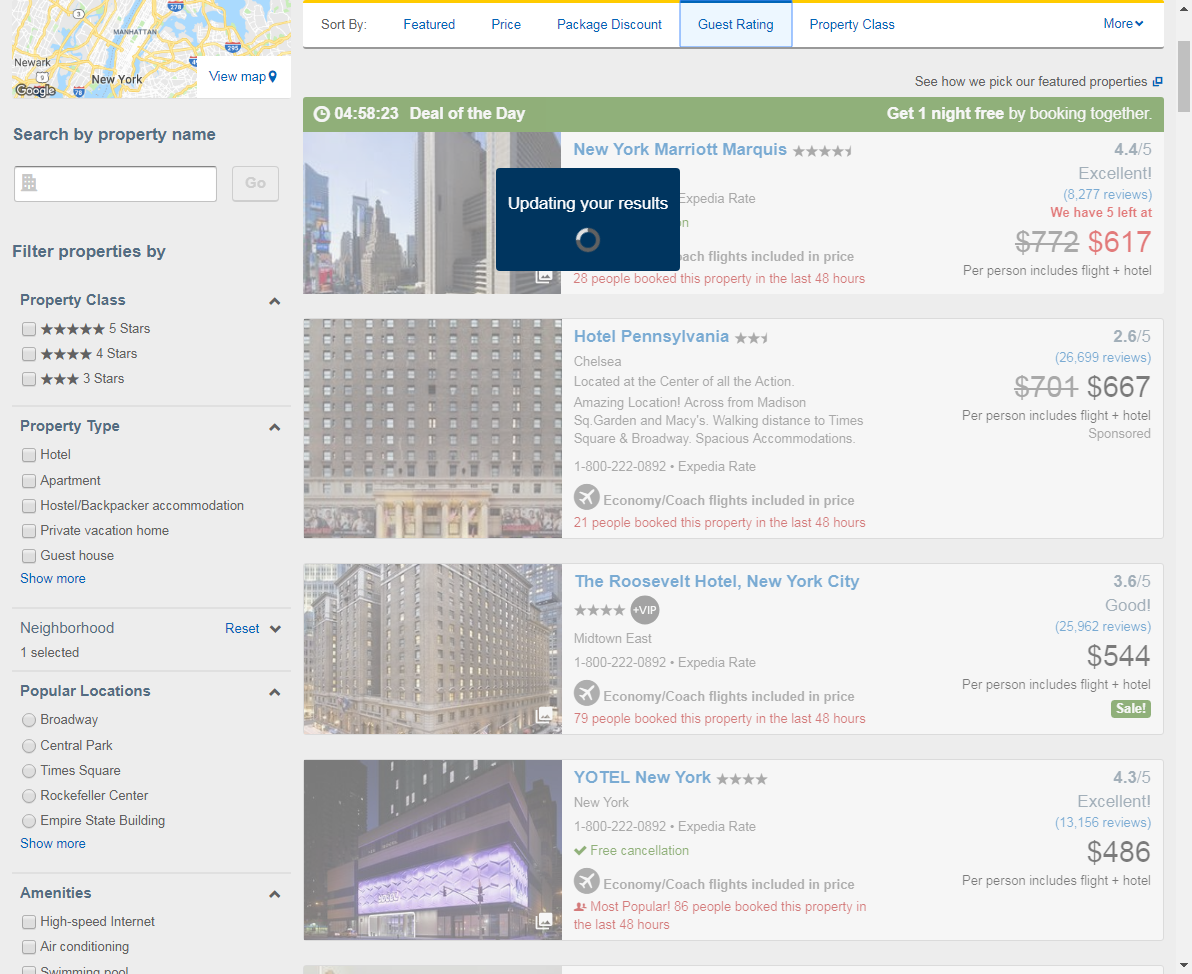 278
3
MANHATTAN
295
Newark
9
New York
View map
Google
78
Search by property name
Go
Filter properties by
Property Class
5 Stars
4 Stars
3 Stars
Property Type
Hotel
Apartment
Hostel/Backpacker accommodation
Private vacation home
Guest house
Show more
Neighborhood
Reset
1 selected
Popular Locations
Broadway
Central Park
Times Square
Rockefeller Center
Empire State Building
Show more
Amenities
High-speed Internet
Air conditioning
Swimming pool
Sort By:
Featured
Price
Package Discount
Guest Rating
Property Class
More
See how we pick our featured properties
04:58:23 Deal of the Day
Get 1 night free by booking together.
New York Marriott Marquis
4.4/5
Excellent!
(8,277 reviews)
We have 5 left at
$772 $617
Per person includes flight + hotel
Updating your results
Expedia Rate
ach flights included in price
28 people booked this property in the last 48 hours
Hotel Pennsylvania
2.6/5
Chelsea
(26,699 reviews)
Located at the Center of all the Action.
$701 $667
Amazing Location! Across from Madison
Sq.Garden and Macy's. Walking distance to Times
Square & Broadway. Spacious Accommodations.
Per person includes flight + hotel
Sponsored
1-800-222-0892 • Expedia Rate
Economy/Coach flights included in price
21 people booked this property in the last 48 hours
The Roosevelt Hotel, New York City
3.6/5
+VIP
Good!
Midtown East
(25,962 reviews)
$544
1-800-222-0892 • Expedia Rate
Per person includes flight + hotel
Economy/Coach flights included in price
Sale!
79 people booked this property in the last 48 hours
YOTEL New York
4.3/5
New York
Excellent!
1-800-222-0892 • Expedia Rate
(13,156 reviews)
Free cancellation
$486
Economy/Coach flights included in price
Per person includes flight + hotel
Most Popular! 86 people booked this property in
the last 48 hours